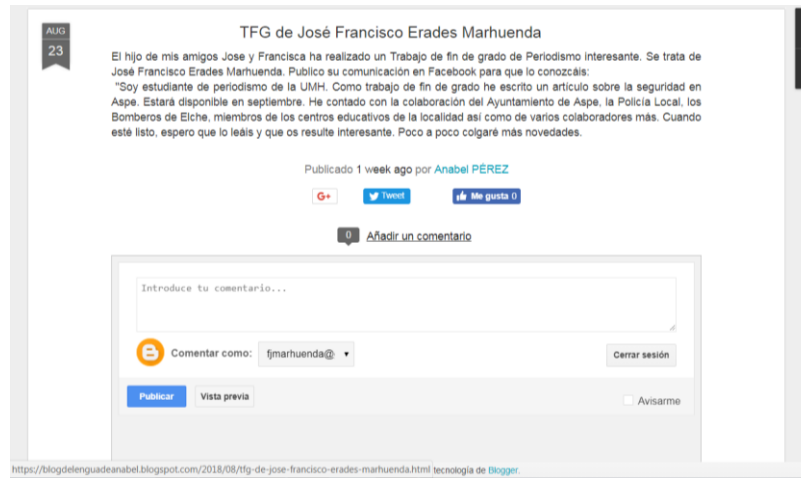 AUG
23
TFG de José Francisco Erades Marhuenda
El hijo de mis amigos Jose y Francisca ha realizado un Trabajo de fin de grado de Periodismo interesante. Se trata de
José Francisco Erades Marhuenda. Publico su comunicación en Facebook para que lo conozcáis:
"Soy estudiante de periodismo de la UMH. Como trabajo de fin de grado he escrito un artículo sobre la seguridad en
Aspe. Estará disponible en septiembre. He contado con la colaboración del Ayuntamiento de Aspe, la Policía Local, los
Bomberos de Elche, miembros de los centros educativos de la localidad así como de varios colaboradores más. Cuando
esté listo, espero que lo leáis y que os resulte interesante. Poco a poco colgaré más novedades.
Publicado 1 week ago por Anabel PÉREZ
G+ Tweet Me gusta 0
0 Añadir un comentario
Introduce tu comentario...
Comentar como: fjmarhuenda@ Cerrar sesión
Publicar Vista previa Avisarme
https://blogdelenguadeanabel.blogspot.com/2018/08/tfg-de-jose-francisco-erades-marhuenda.html tecnología de Blogger.